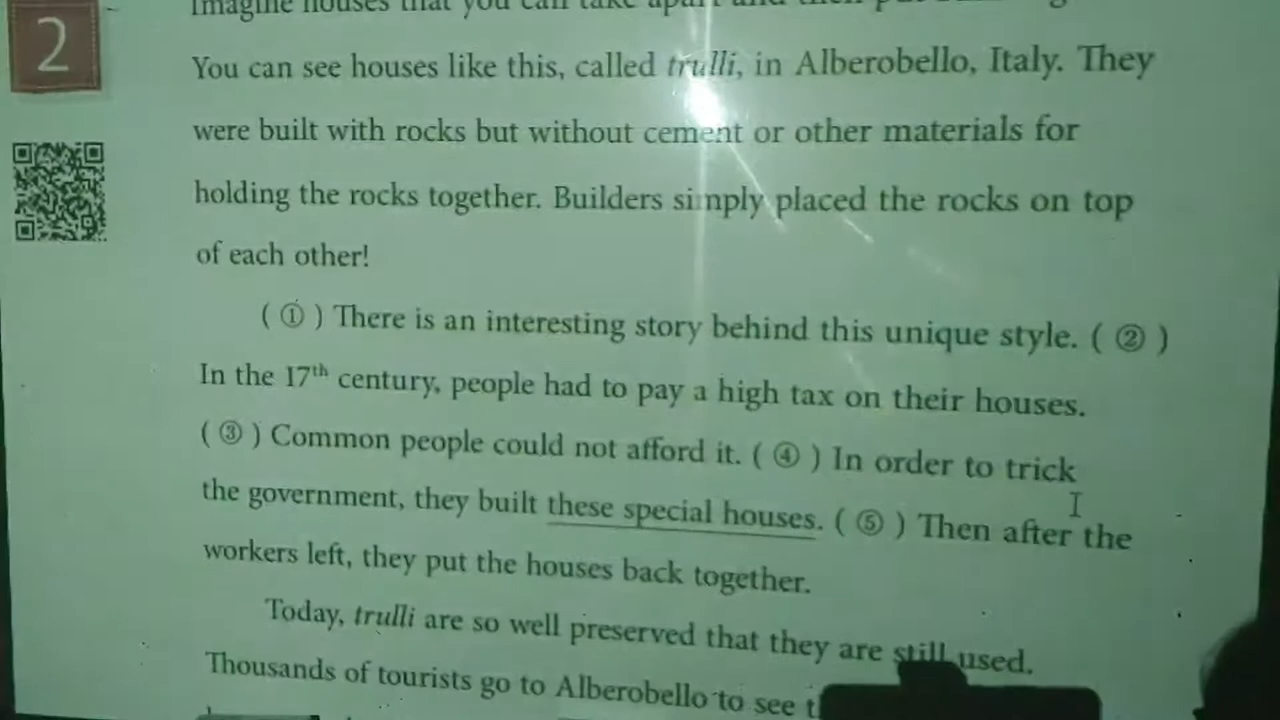 2
Imagine houses that you can take apart and then
You can see houses like this, called trulli, in Alberobello, Italy. They
were built with rocks but without cement or other materials for
holding the rocks together. Builders simply placed the rocks on top
of each other!
( ① ) There is an interesting story behind this unique style. ( ② )
In the 17th century, people had to pay a high tax on their houses.
( ③ ) Common people could not afford it. ( ④ ) In order to trick
the government, they built these special houses. ( ⑤ ) Then after the
workers left, they put the houses back together.
Today, trulli are so well preserved that they are still used.
Thousands of tourists go to Alberobello to see